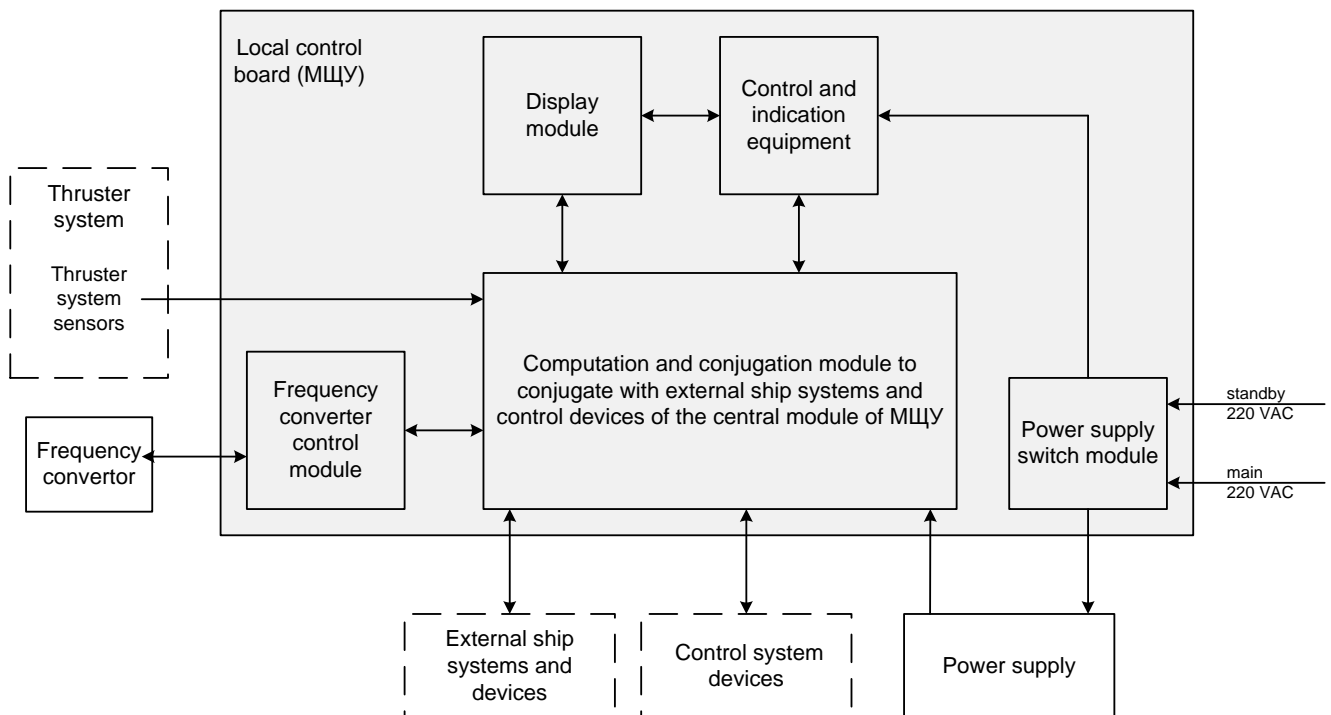 Local control
board (МЩУ)
Display
module
Control and
indication
equipment
Thruster
system
Thruster
system
sensors
Computation and conjugation module to
conjugate with external ship systems and
control devices of the central module of МЩУ
Frequency
converter
control
module
Frequency
convertor
Power supply
switch module
standby
220 VAC
main
220 VAC
External ship
systems and
devices
Control system
devices
Power supply